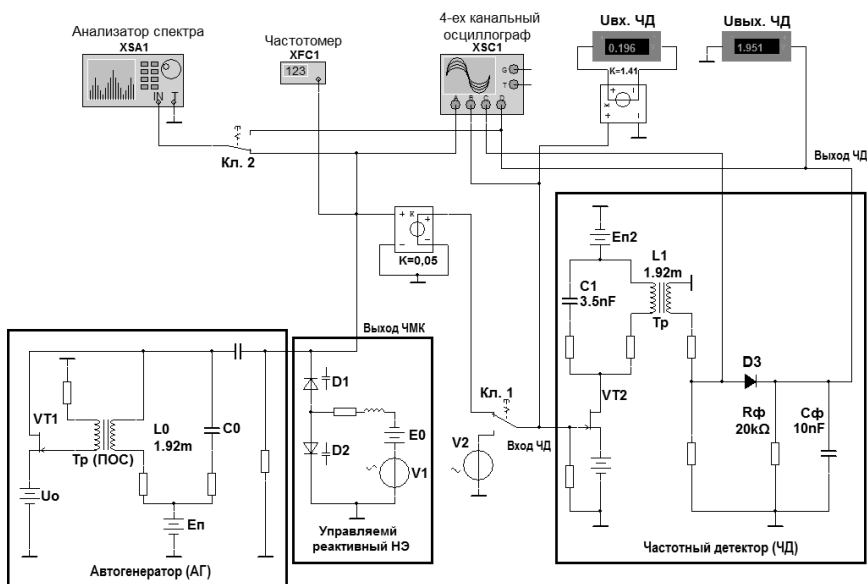 Анализатор спектра
XSA1
IN T
Частотомер
XFC1
123
4-ех канальный
осциллограф
XSC1
G
T
A B C D
Uвх. ЧД
0.196
K=1.41
Uвых. ЧД
1.951
Выход ЧД
Кл. 2
K
K=0,05
Выход ЧМК
Кл. 1
Вход ЧД
V2
Eп2
C1
3.5nF
L1
1.92m
Тр
VT2
D3
Rф
20kΩ
Cф
10nF
Частотный детектор (ЧД)
VT1
L0
1.92m
C0
Тр (ПОС)
Uo
Eп
Автогенератор (АГ)
D1
D2
E0
V1
Управляемй
реактивный НЭ